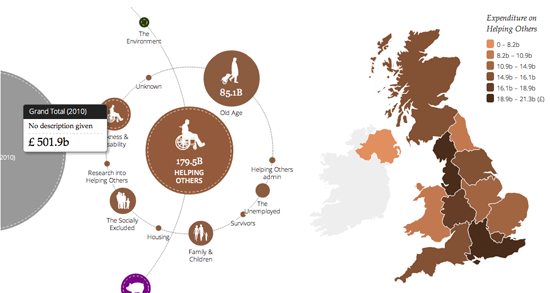 The
Environment
Unknown
85.1B
Old Age
Grand Total (2010)
No description given
£ 501.9b
2010)
ness &
ability
179.5B
HELPING
OTHERS
Research into
Helping Others
Helping Others
admin
The
Unemployed
The Socially
Excluded
Survivors
Housing
Family &
Children
Expenditure on
Helping Others
0 – 8.2b
8.2b – 10.9b
10.9b – 14.9b
14.9b – 16.1b
16.1b – 18.9b
18.9b – 21.3b (£)